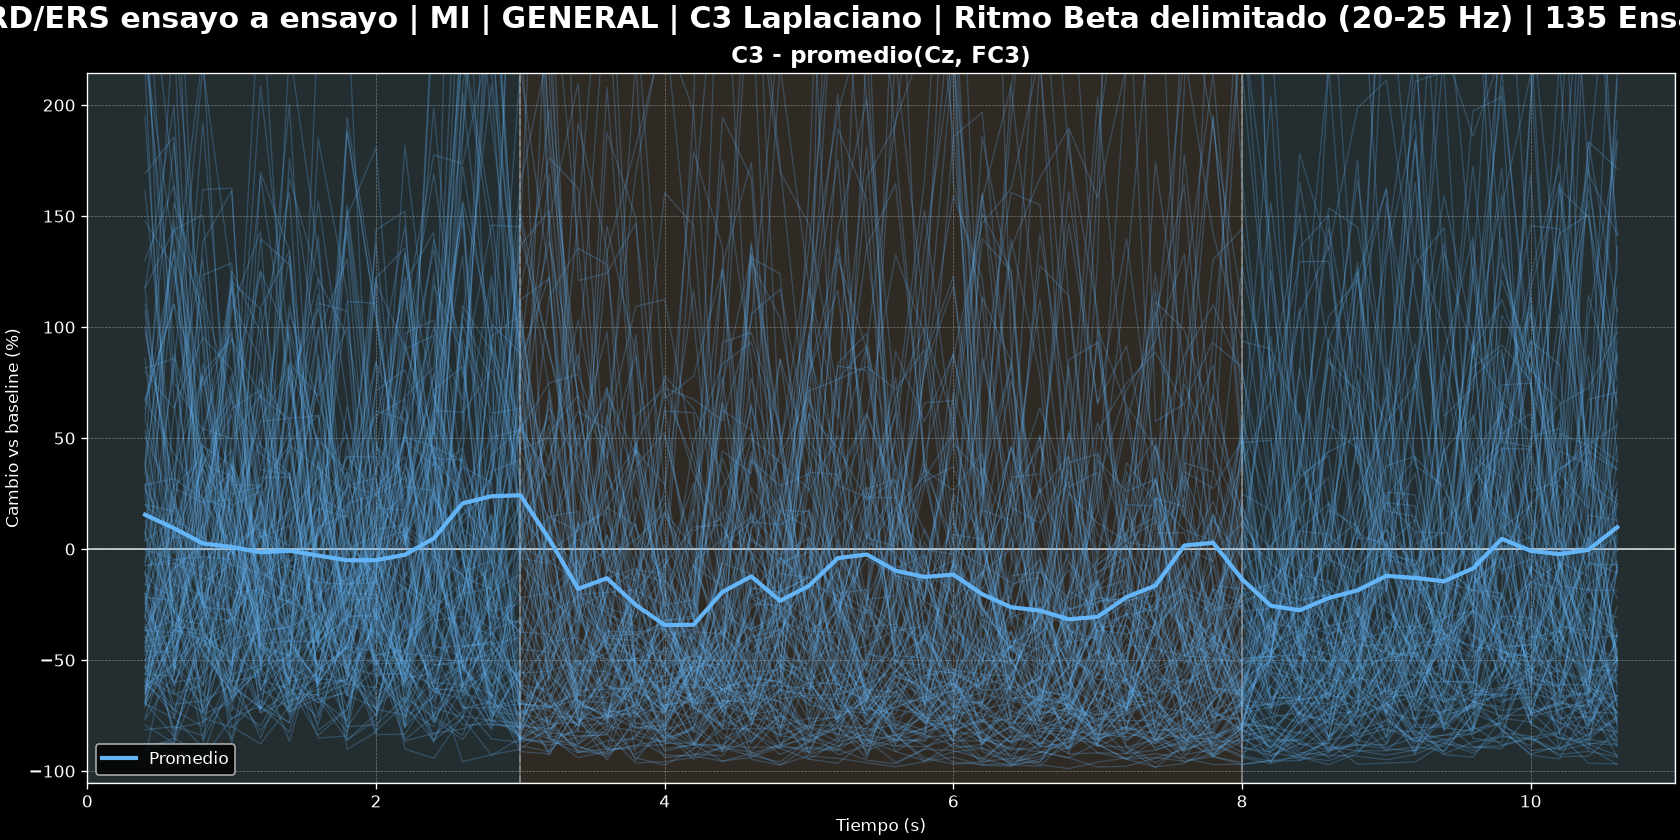 RD/ERS ensayo a ensayo | MI | GENERAL | C3 Laplaciano | Ritmo Beta delimitado (20-25 Hz) | 135 Ens
C3 - promedio(Cz, FC3)
Cambio vs baseline (%)
200
150
100
50
0
−50
−100
Promedio
0 2 4 6 8 10
Tiempo (s)